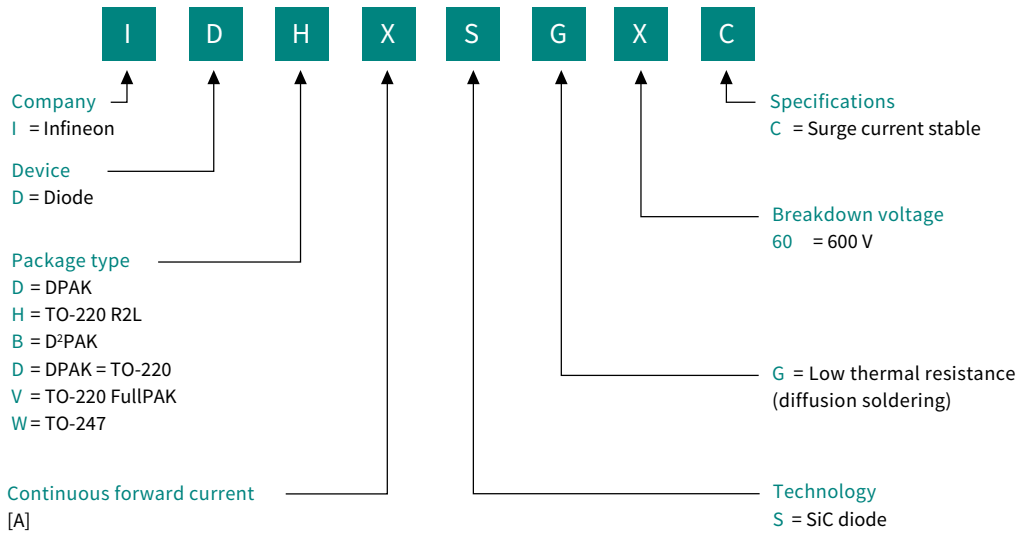 I D H X S G X C
Company
I = Infineon
Device
D = Diode
Package type
D = DPAK
H = TO-220 R2L
B = D²PAK
D = DPAK = TO-220
V = TO-220 FullPAK
W = TO-247
Continuous forward current
[A]
Specifications
C = Surge current stable
Breakdown voltage
60 = 600 V
G = Low thermal resistance
(diffusion soldering)
Technology
S = SiC diode